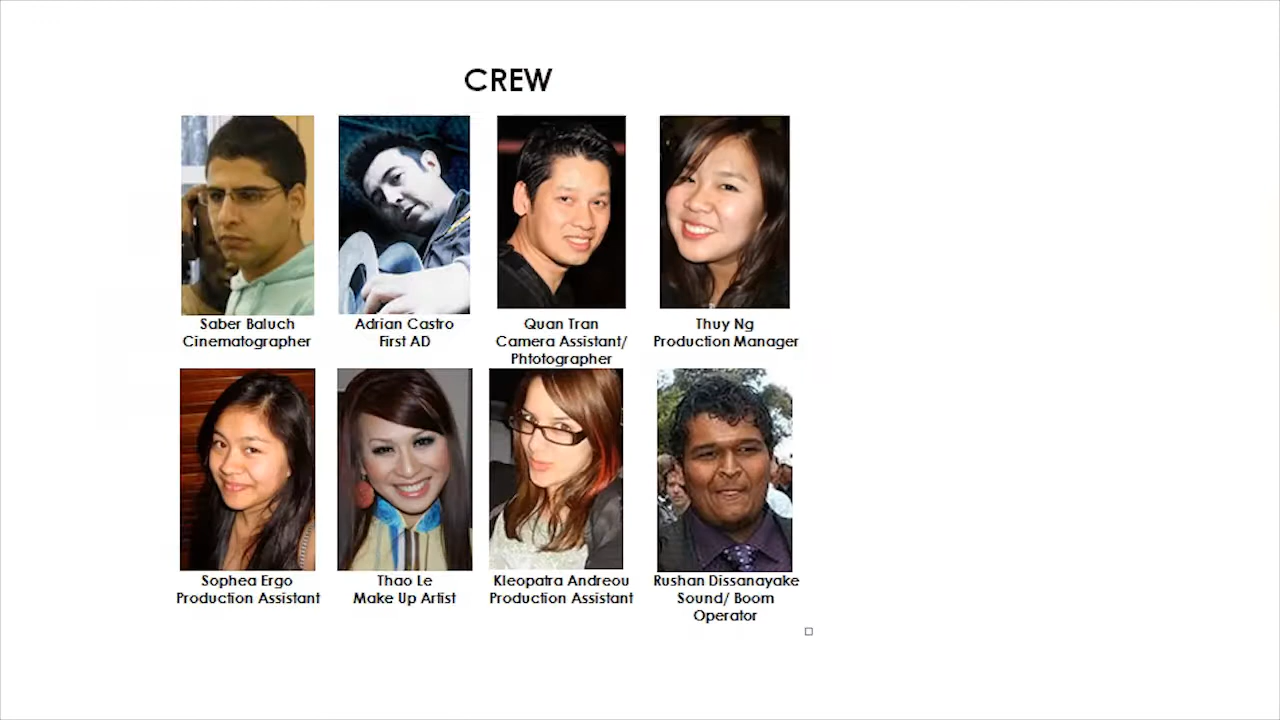 CREW
Saber Baluch
Cinematographer
Adrian Castro
First AD
Quan Tran
Camera Assistant/
Phtotographer
Thuy Ng
Production Manager
Sophea Ergo
Production Assistant
Thao Le
Make Up Artist
Kleopatra Andreou
Production Assistant
Rushan Dissanayake
Sound/ Boom
Operator